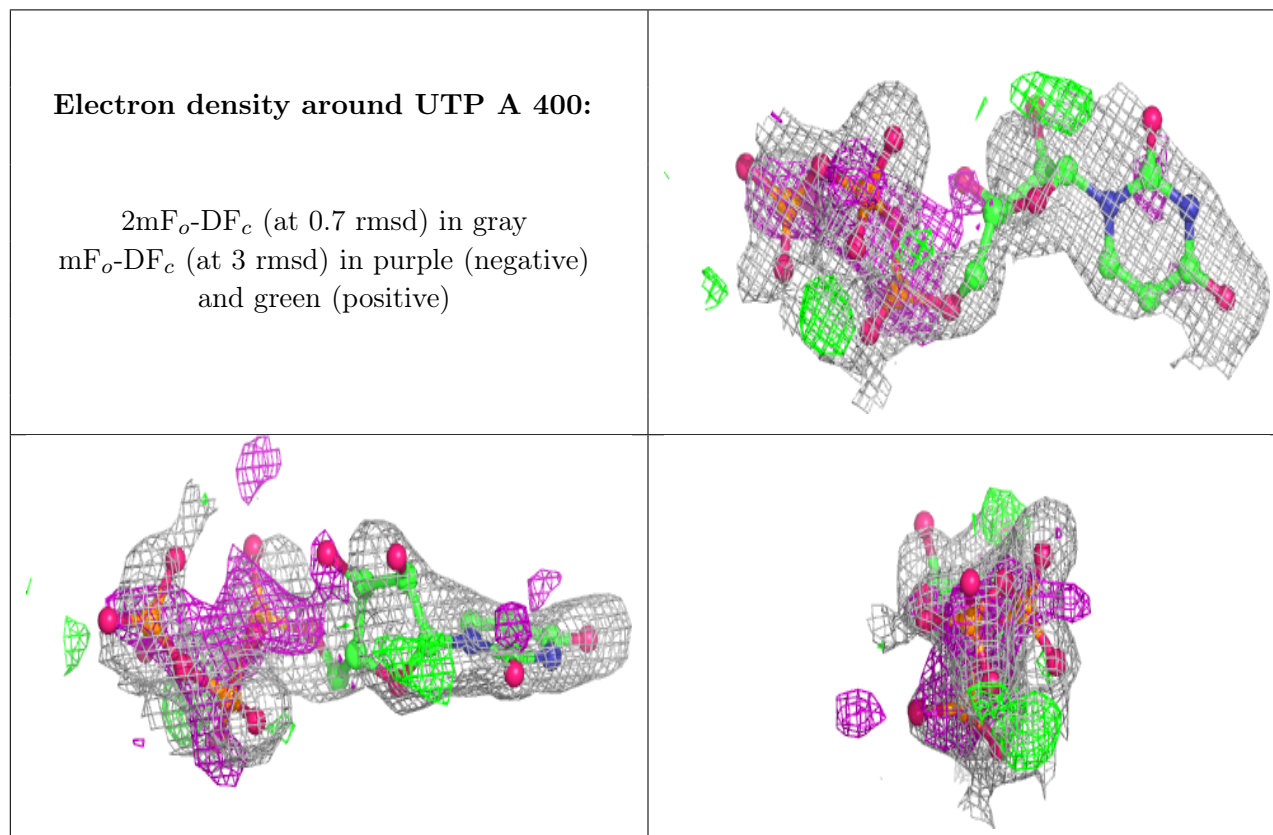 Electron density around UTP A 400:
2mFo-DFc (at 0.7 rmsd) in gray
mFo-DFc (at 3 rmsd) in purple (negative)
and green (positive)